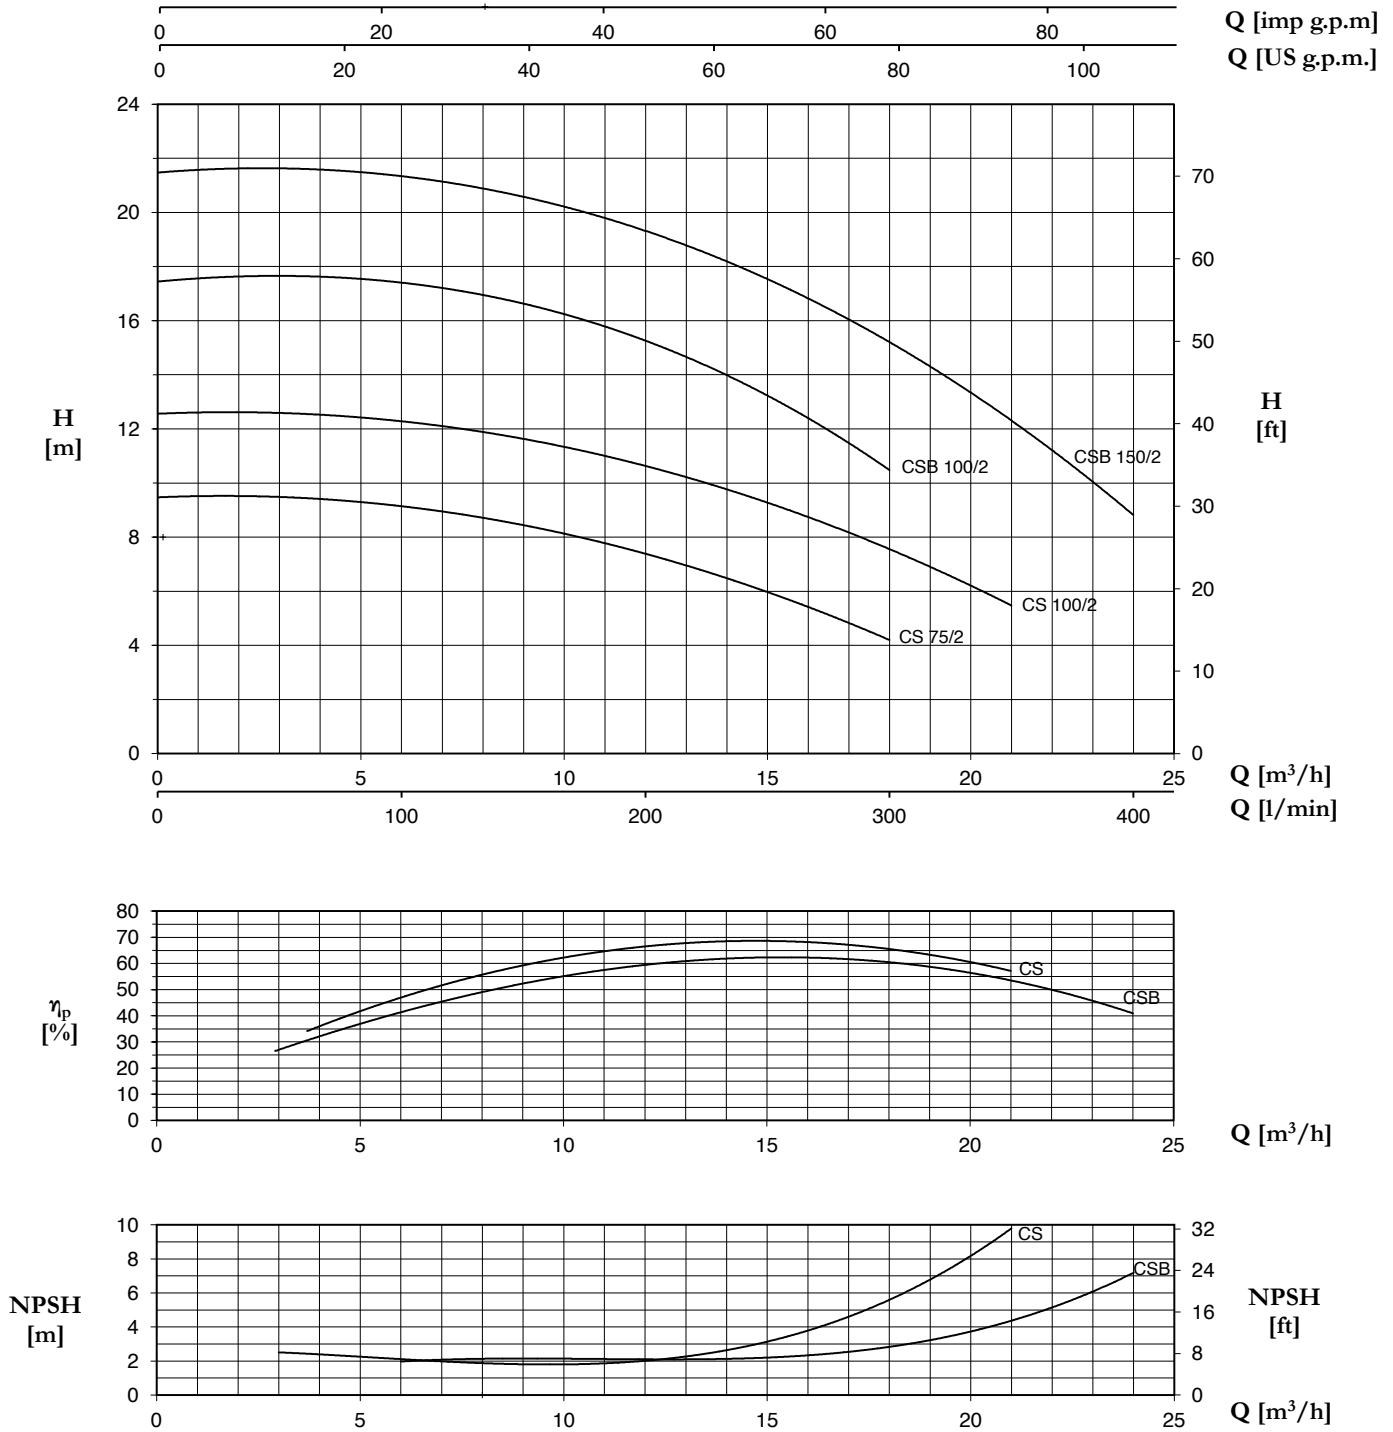 Q [imp g.p.m]
0 20 40 60 80
Q [US g.p.m.]
0 20 40 60 80 100
24
70
20
60
16
50
H
[m]
H
[ft]
12
40
CSB 150/2
CSB 100/2
30
8
20
CS 100/2
CS 75/2
4
10
0
0
0 5 10 15 20 25
Q [m³/h]
0 100 200 300 400
Q [l/min]
80
70
60
50
40
30
20
10
0
ηp
[%]
CS
CSB
0 5 10 15 20 25
Q [m³/h]
10
8
6
4
2
0
NPSH
[m]
CS
CSB
32
24
16
8
0
NPSH
[ft]
0 5 10 15 20 25
Q [m³/h]